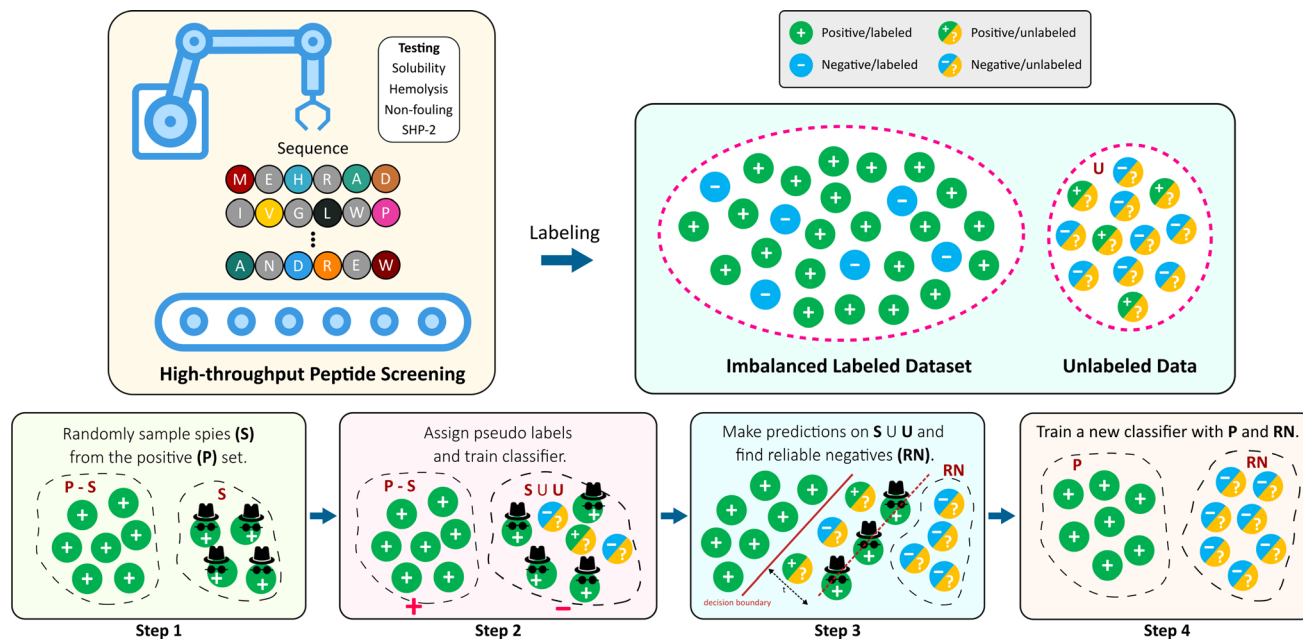 Testing
Solubility
Hemolysis
Non-fouling
SHP-2
Sequence
M E H R A D
I V G L W P
A N D R E W
High-throughput Peptide Screening
Labeling
+ Positive/labeled
+ ? Positive/unlabeled
- Negative/labeled
- ? Negative/unlabeled
U
Imbalanced Labeled Dataset
Unlabeled Data
Randomly sample spies (S)
from the positive (P) set.
P - S
S
Step 1
Assign pseudo labels
and train classifier.
P - S
S U U
+
−
Step 2
Make predictions on S U U and
find reliable negatives (RN).
RN
decision boundary
t
Step 3
Train a new classifier with P and RN.
P
RN
Step 4